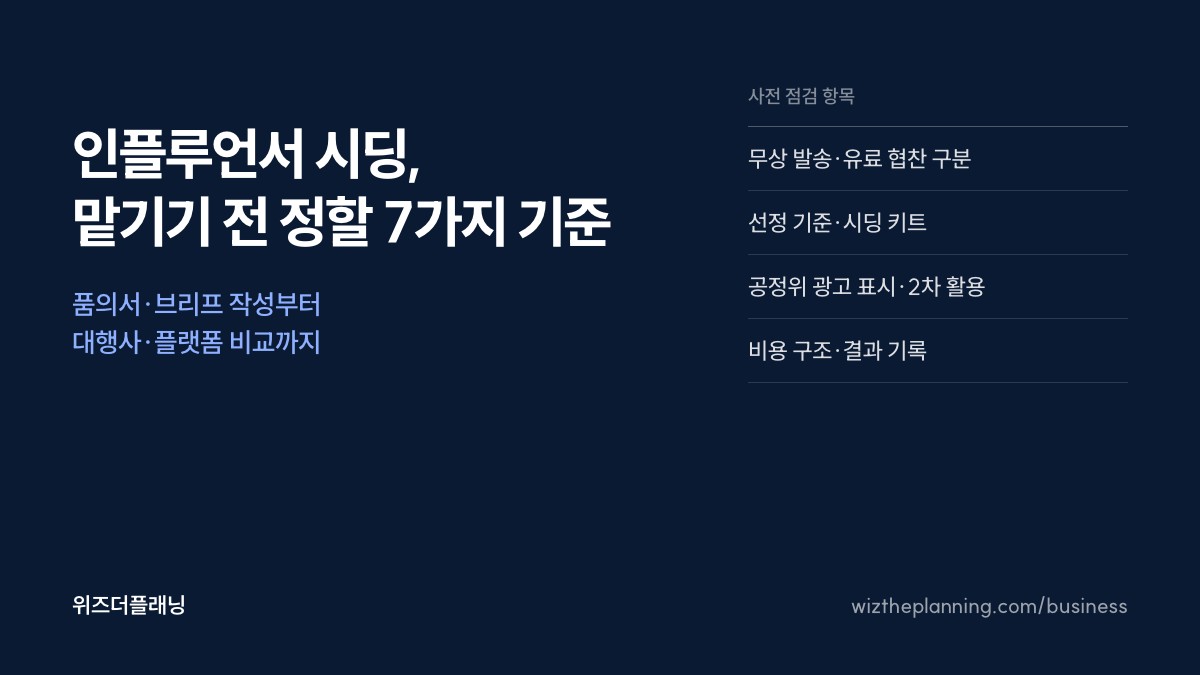 인플루언서 시딩,
맡기기 전 정할 7가지 기준
품의서·브리프 작성부터
대행사·플랫폼 비교까지
사전 점검 항목
무상 발송·유료 협찬 구분
선정 기준·시딩 키트
공정위 광고 표시·2차 활용
비용 구조·결과 기록
위즈더플래닝
wiztheplanning.com/business